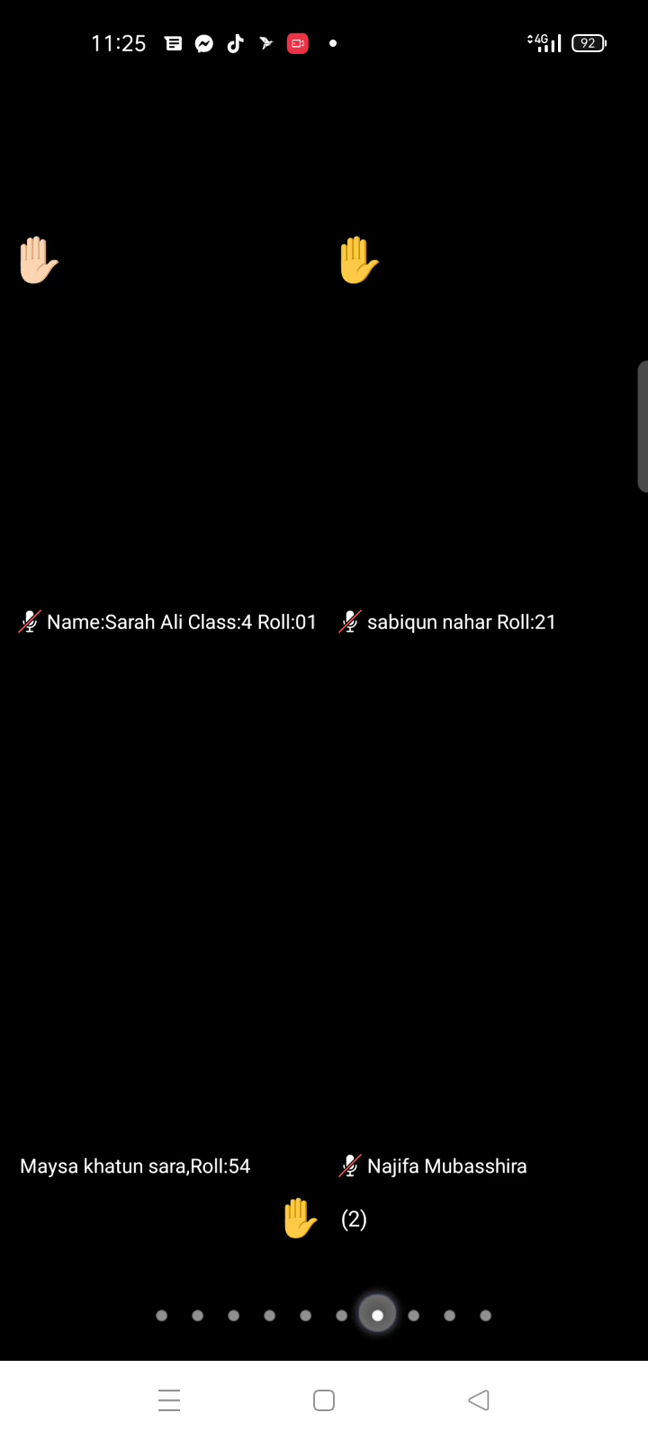 11:25 4G 92
Name:Sarah Ali Class:4 Roll:01
sabiqun nahar Roll:21
Maysa khatun sara,Roll:54
Najifa Mubasshira
(2)